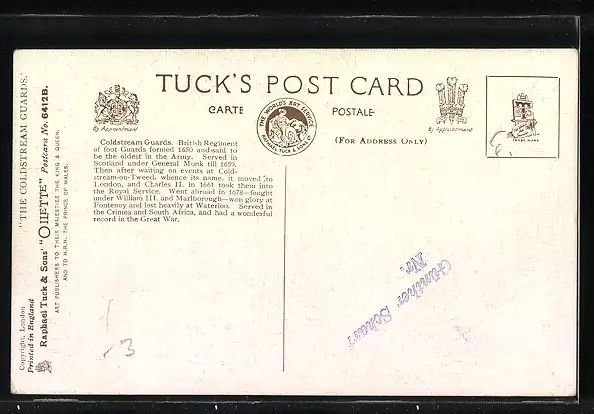 TUCK'S POST CARD
CARTE POSTALE
THE WORLD'S ART SERVICE
RAPHAEL TUCK & SONS LTD
By Appointment
By Appointment
TRADE MARK
(FOR ADDRESS ONLY)
Coldstream Guards. British Regiment
of foot Guards formed 1650 and said to
be the oldest in the Army. Served in
Scotland under General Monk till 1659.
Then after waiting on events at Cold-
stream-on-Tweed, whence its name, it moved to
London, and Charles II. in 1661 took them into
the Royal Service. Went abroad in 1678—fought
under William III. and Marlborough—won glory at
Fontenoy and lost heavily at Waterloo. Served in
the Crimea and South Africa, and had a wonderful
record in the Great War.
"THE COLDSTREAM GUARDS."
Raphael Tuck & Sons' "OILETTE" Postcard No. 6412B.
ART PUBLISHERS TO THEIR MAJESTIES THE KING & QUEEN,
AND TO H.R.H. THE PRINCE OF WALES.
Copyright, London
Printed in England
Günther Scharf
Nr.
13